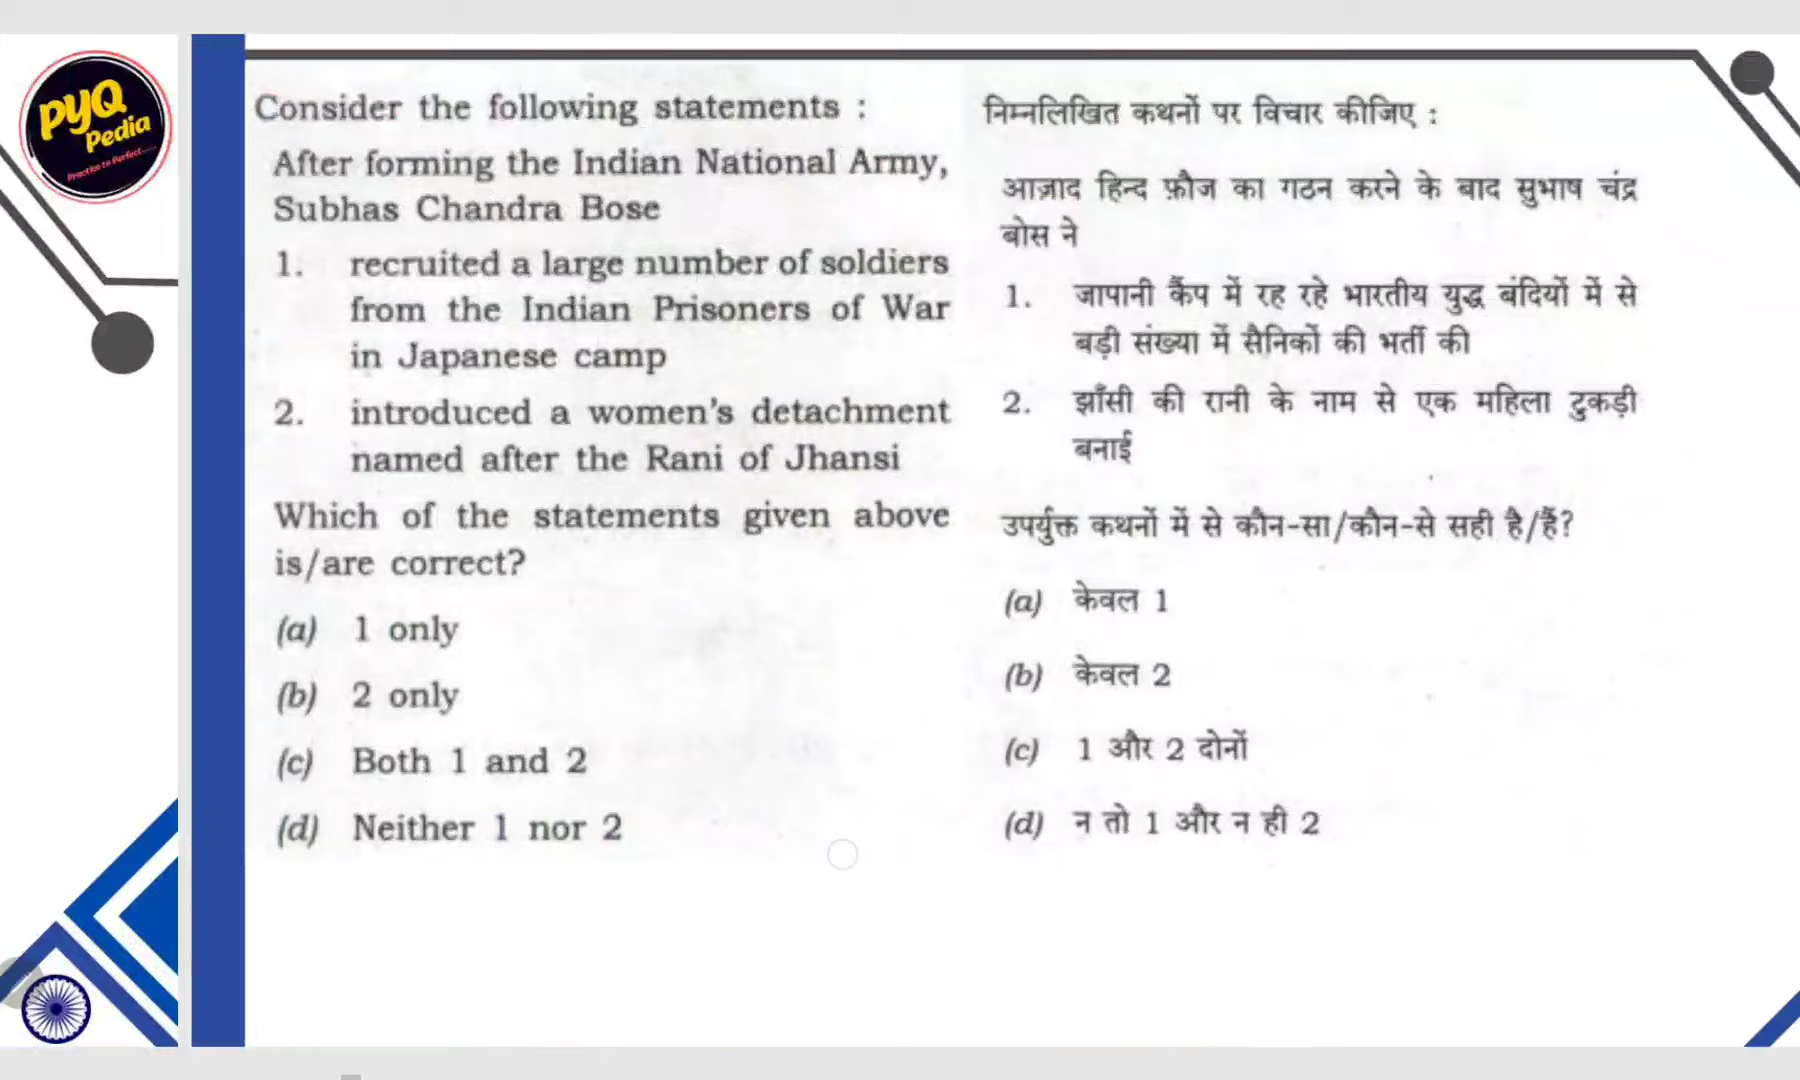 PYQ
Pedia
Practice to Perfect......
Consider the following statements :
After forming the Indian National Army,
Subhas Chandra Bose
1. recruited a large number of soldiers
from the Indian Prisoners of War
in Japanese camp
2. introduced a women's detachment
named after the Rani of Jhansi
Which of the statements given above
is/are correct?
(a) 1 only
(b) 2 only
(c) Both 1 and 2
(d) Neither 1 nor 2
निम्नलिखित कथनों पर विचार कीजिए :
आज़ाद हिन्द फ़ौज का गठन करने के बाद सुभाष चंद्र
बोस ने
1. जापानी कैंप में रह रहे भारतीय युद्ध बंदियों में से
बड़ी संख्या में सैनिकों की भर्ती की
2. झाँसी की रानी के नाम से एक महिला टुकड़ी
बनाई
उपर्युक्त कथनों में से कौन-सा/कौन-से सही है/हैं?
(a) केवल 1
(b) केवल 2
(c) 1 और 2 दोनों
(d) न तो 1 और न ही 2